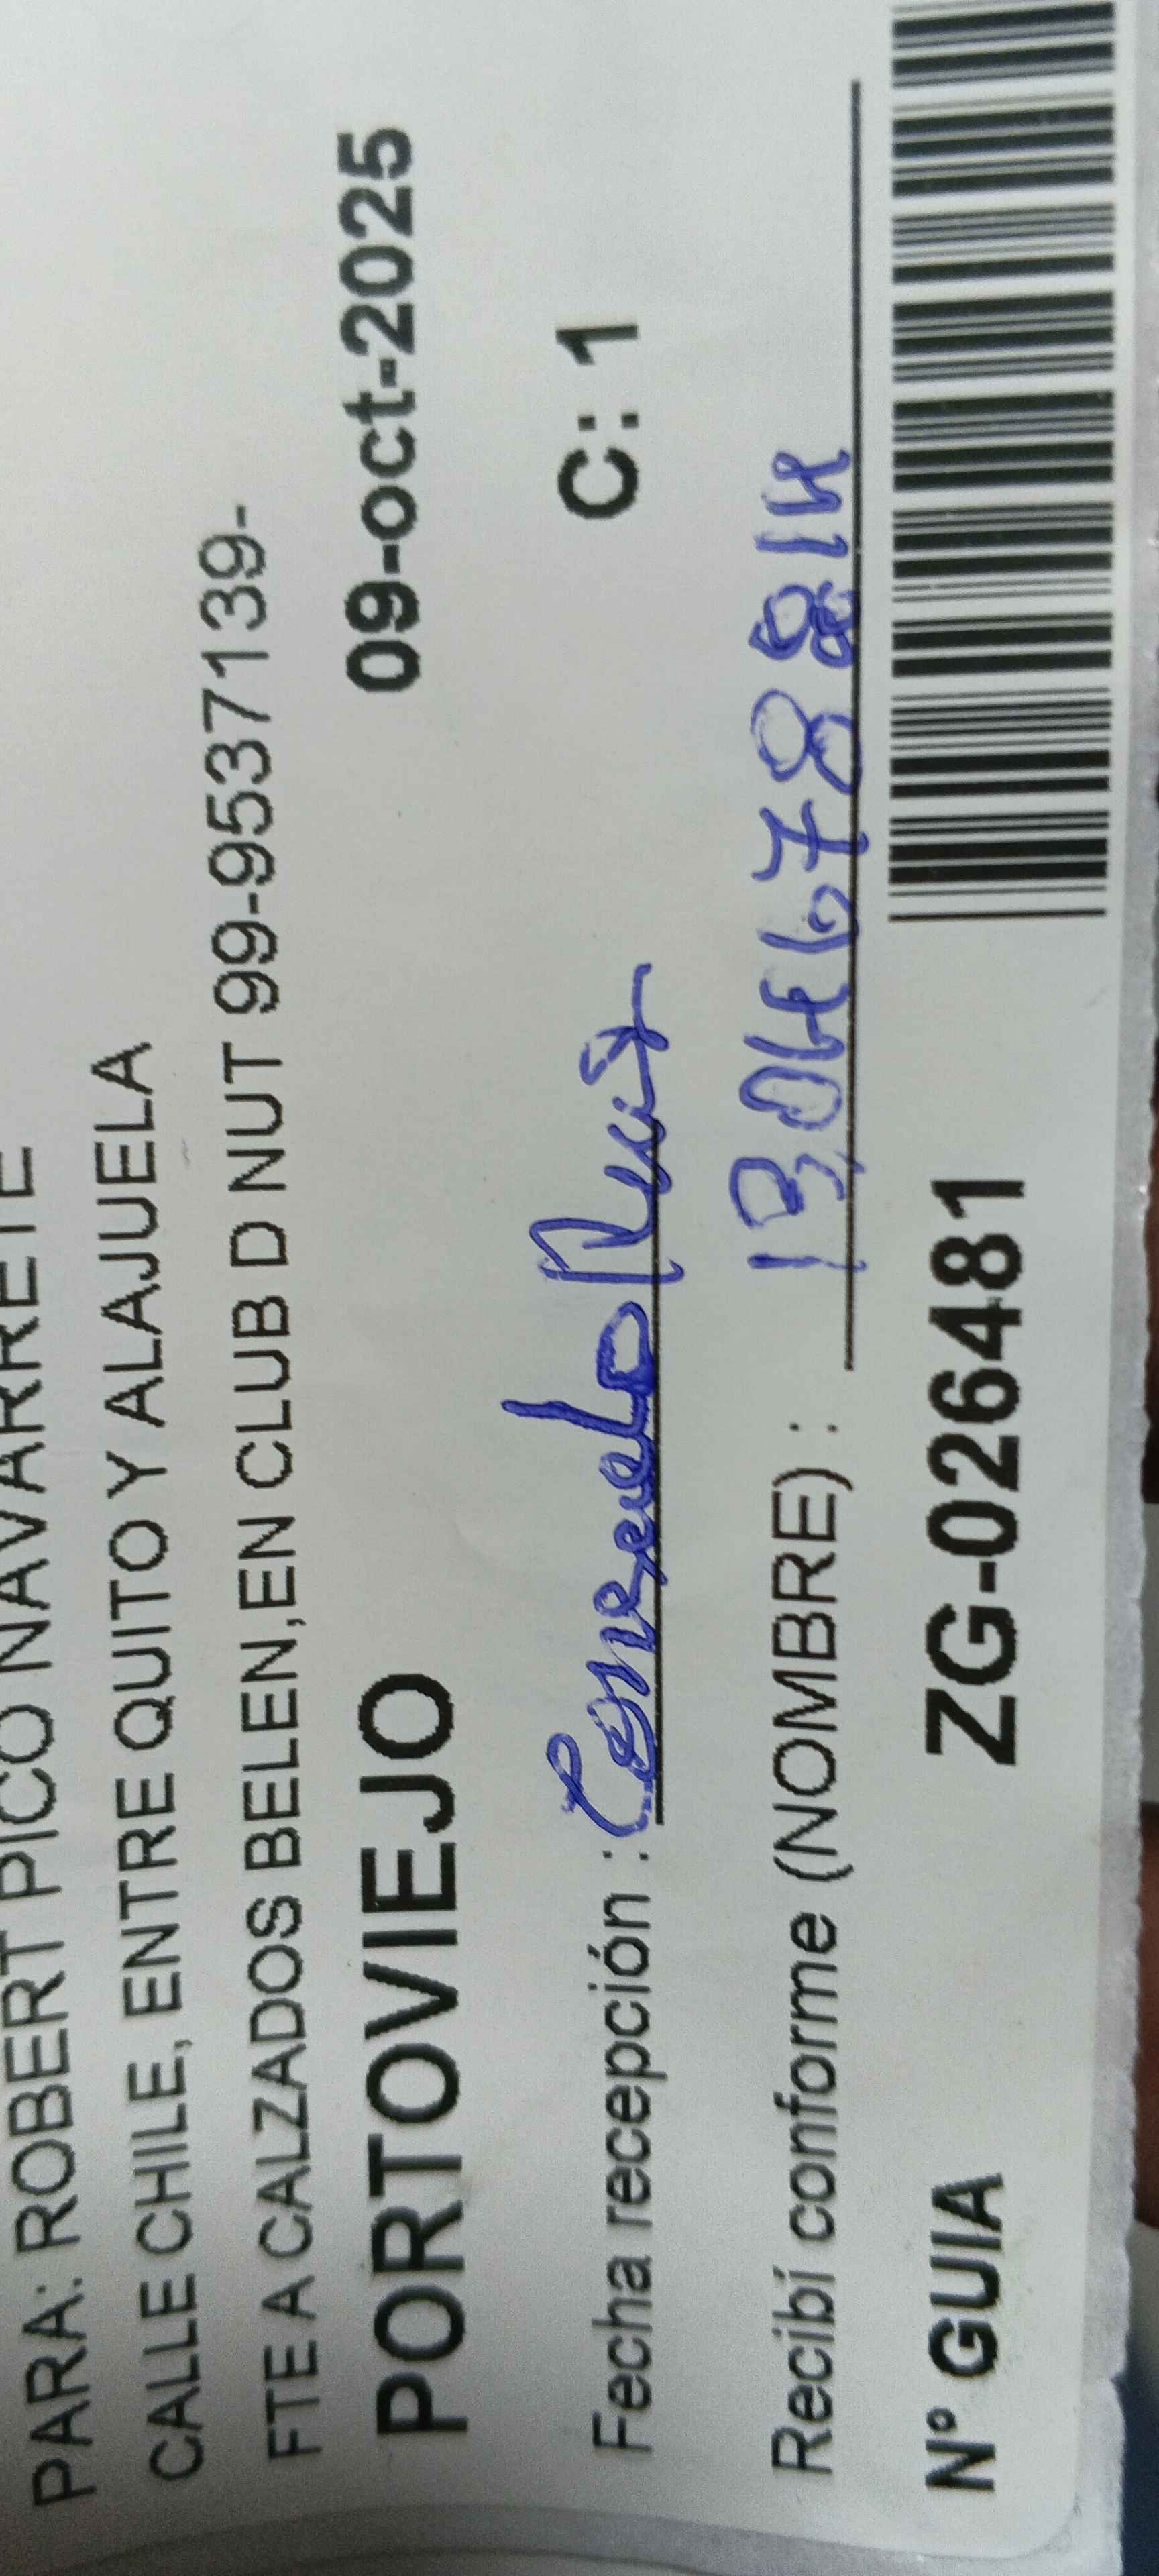 PARA: ROBERT PICO NAVARRETE
CALLE CHILE, ENTRE QUITO Y ALAJUELA
FTE A CALZADOS BELEN,EN CLUB D NUT 99-9537139-
PORTOVIEJO 09-oct-2025
C: 1
Fecha recepción :
Recibí conforme (NOMBRE) :
Nº GUIA ZG-026481